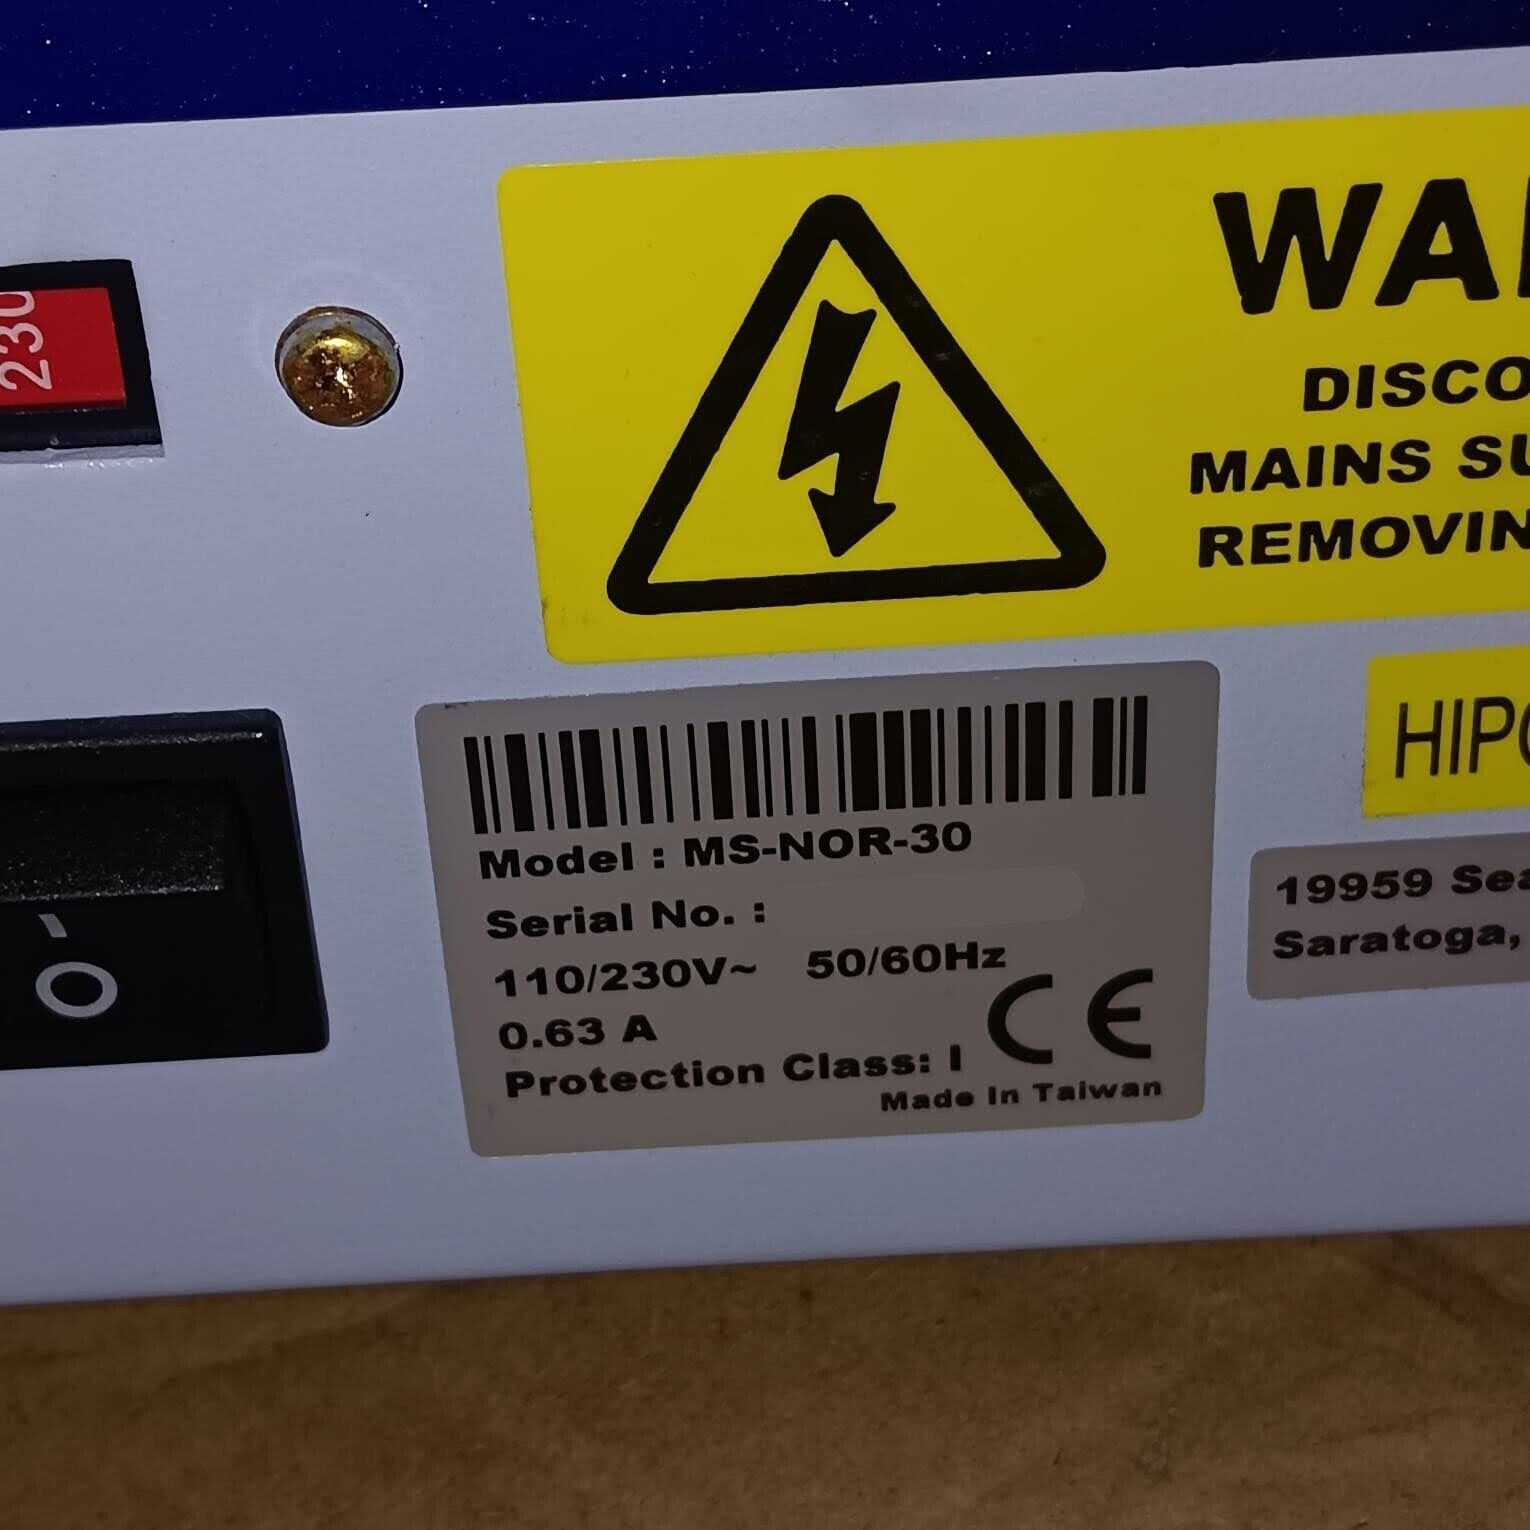 230
WA
DISCO
MAINS SU
REMOVIN
HIP
Model : MS-NOR-30
Serial No. :
110/230V~ 50/60Hz
0.63 A
Protection Class: I
CE
Made In Taiwan
19959 Sea
Saratoga,
O